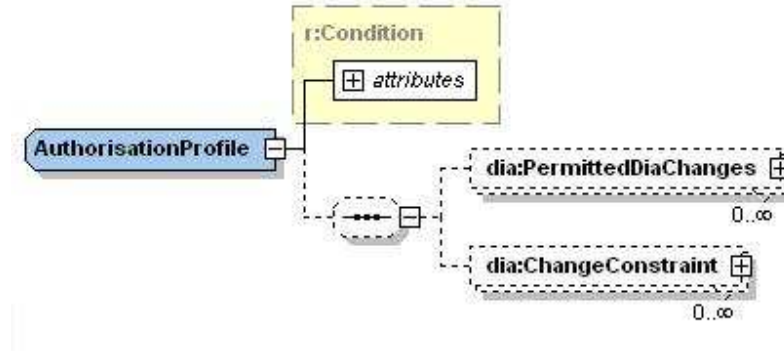 r:Condition
attributes
AuthorisationProfile
dia:PermittedDiaChanges
0..∞
dia:ChangeConstraint
0..∞